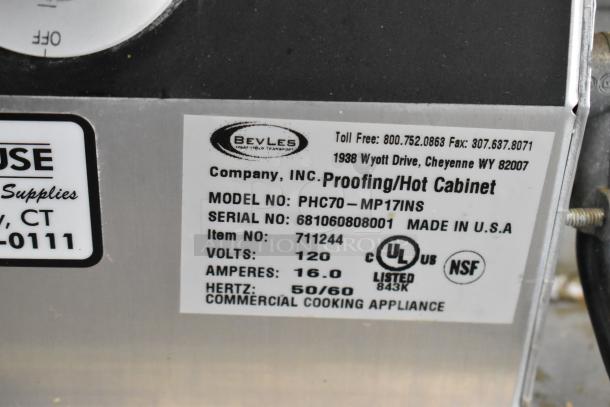 OFF
USE
Supplies
, CT
-0111
BEVLES
Toll Free: 800.752.0863 Fax: 307.637.8071
1938 Wyott Drive, Cheyenne WY 82007
Company, INC. Proofing/Hot Cabinet
MODEL NO: PHC70-MP17INS
SERIAL NO: 681060808001 MADE IN U.S.A
Item NO: 711244
VOLTS: 120
AMPERES: 16.0
HERTZ: 50/60
C UL US
LISTED
843K
NSF
COMMERCIAL COOKING APPLIANCE